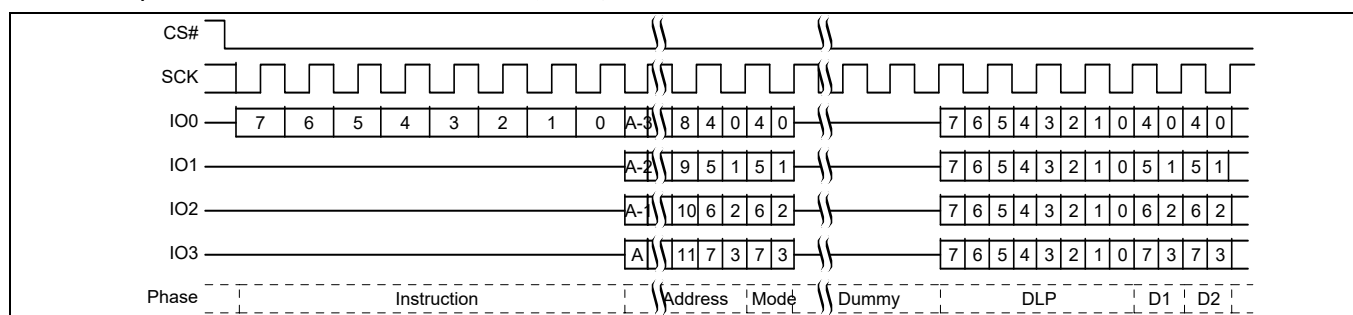 CS#
SCK
IO0 7 6 5 4 3 2 1 0 A-3 8 4 0 4 0 7 6 5 4 3 2 1 0 4 0 4 0
IO1 A-2 9 5 1 5 1 7 6 5 4 3 2 1 0 5 1 5 1
IO2 A-1 10 6 2 6 2 7 6 5 4 3 2 1 0 6 2 6 2
IO3 A 11 7 3 7 3 7 6 5 4 3 2 1 0 7 3 7 3
Phase Instruction Address Mode Dummy DLP D1 D2